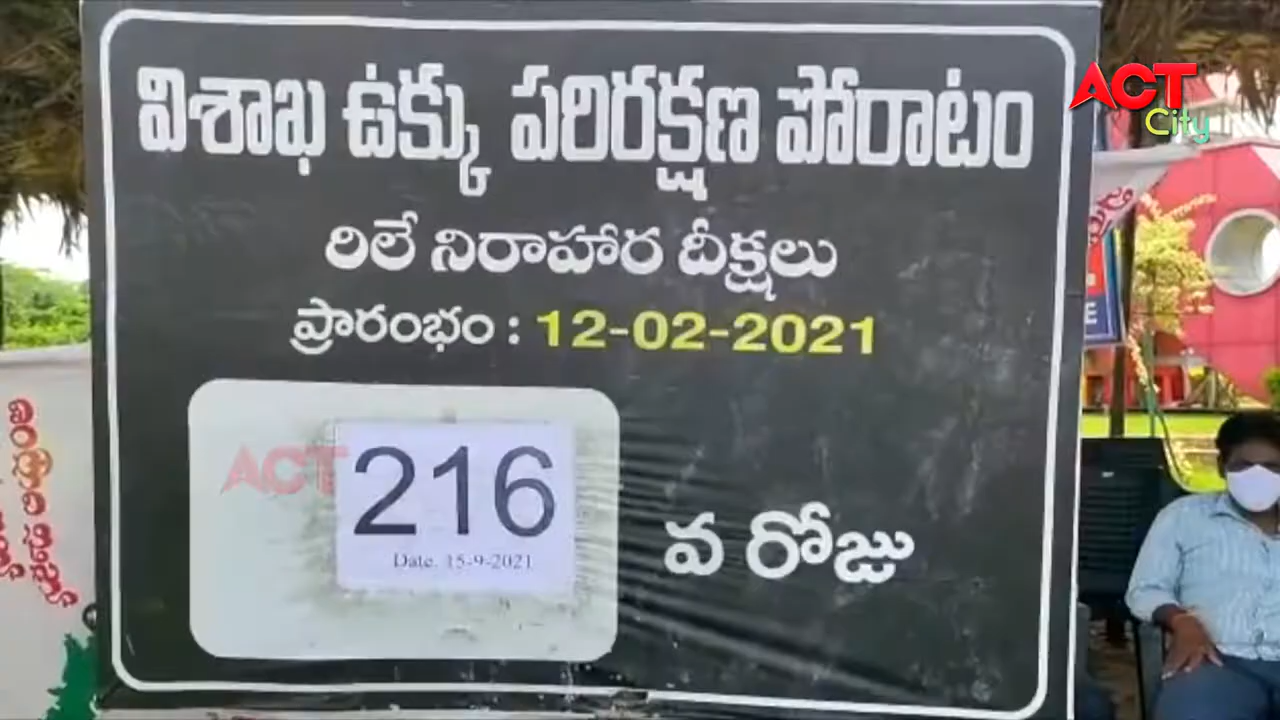 విశాఖ ఉక్కు పరిరక్షణ పోరాటం
రిలే నిరాహార దీక్షలు
ప్రారంభం : 12-02-2021
216
Date. 15-9-2021
వ రోజు
ACT
City
ACT